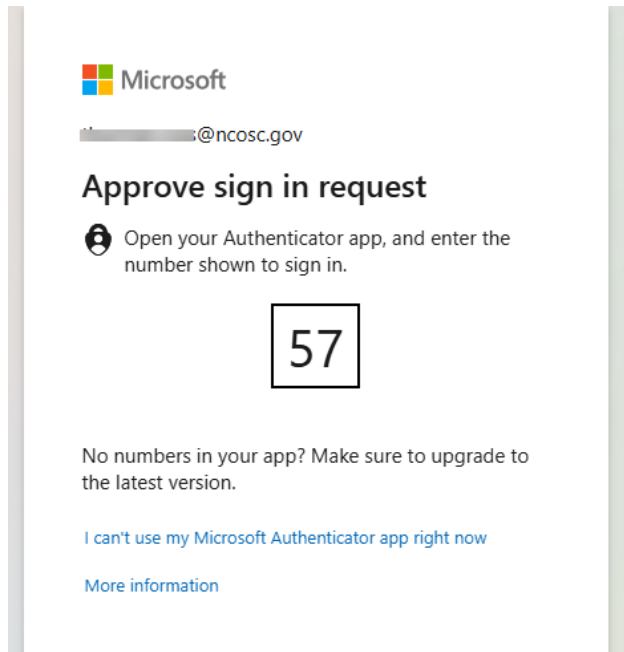 Microsoft
@ncosc.gov
Approve sign in request
Open your Authenticator app, and enter the
number shown to sign in.
57
No numbers in your app? Make sure to upgrade to
the latest version.
I can't use my Microsoft Authenticator app right now
More information